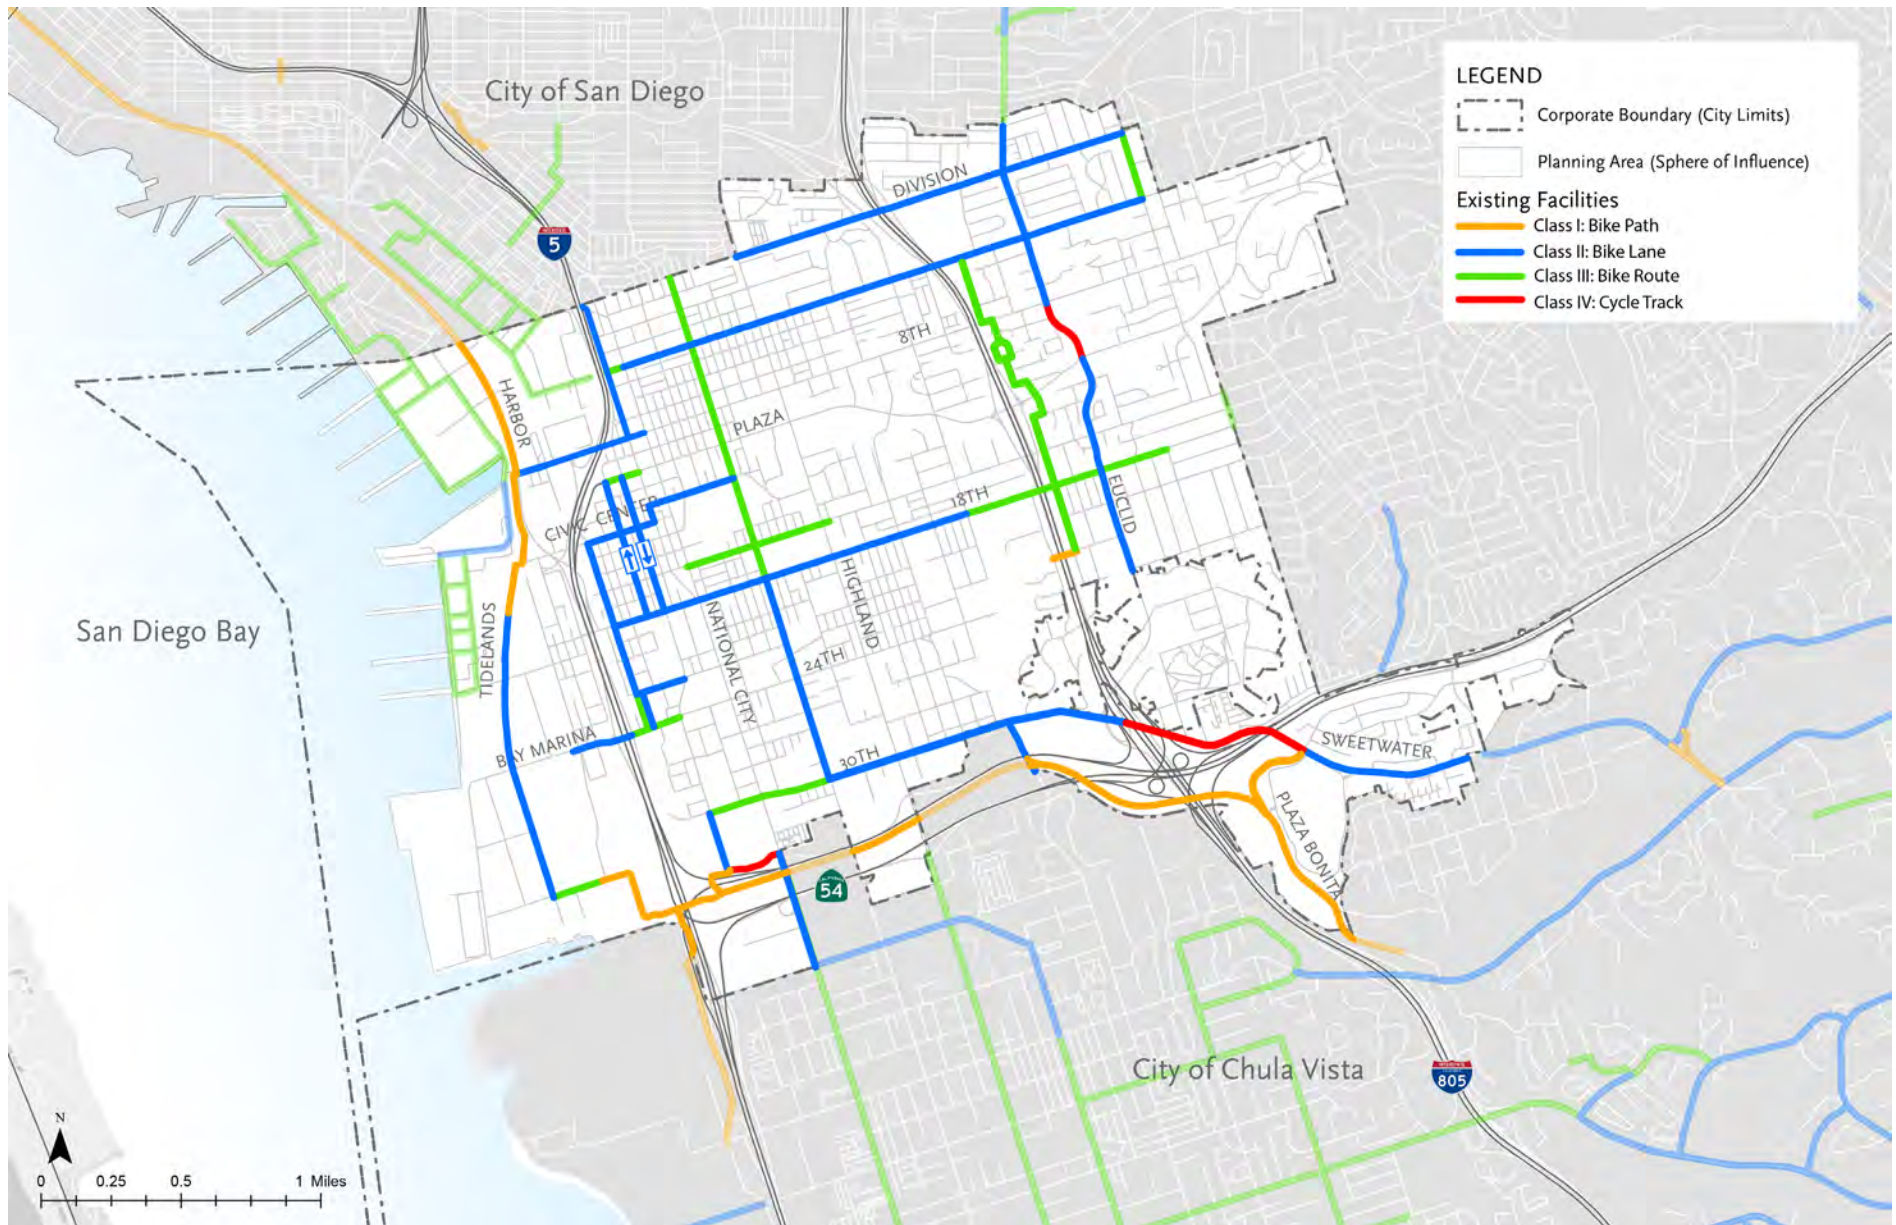 City of San Diego
LEGEND
Corporate Boundary (City Limits)
Planning Area (Sphere of Influence)
Existing Facilities
Class I: Bike Path
Class II: Bike Lane
Class III: Bike Route
Class IV: Cycle Track
DIVISION
5
8TH
HARBOR
PLAZA
18TH
EUCLID
CIVIC CENTER
HIGHLAND
San Diego Bay
TIDELANDS
NATIONAL CITY
24TH
BAY MARINA
30TH
SWEETWATER
PLAZA BONITA
54
City of Chula Vista
805
N
0 0.25 0.5 1 Miles